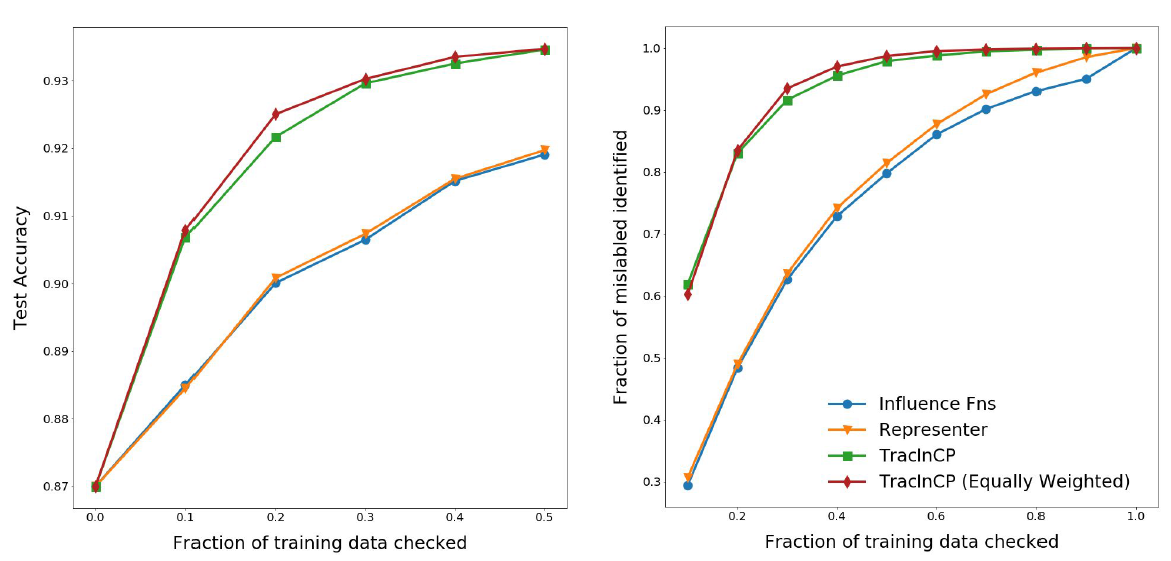 0.93
0.92
0.91
0.90
0.89
0.88
0.87
Test Accuracy
0.0 0.1 0.2 0.3 0.4 0.5
Fraction of training data checked
1.0
0.9
0.8
0.7
0.6
0.5
0.4
0.3
Fraction of mislabled identified
Influence Fns
Representer
TracInCP
TracInCP (Equally Weighted)
0.2 0.4 0.6 0.8 1.0
Fraction of training data checked